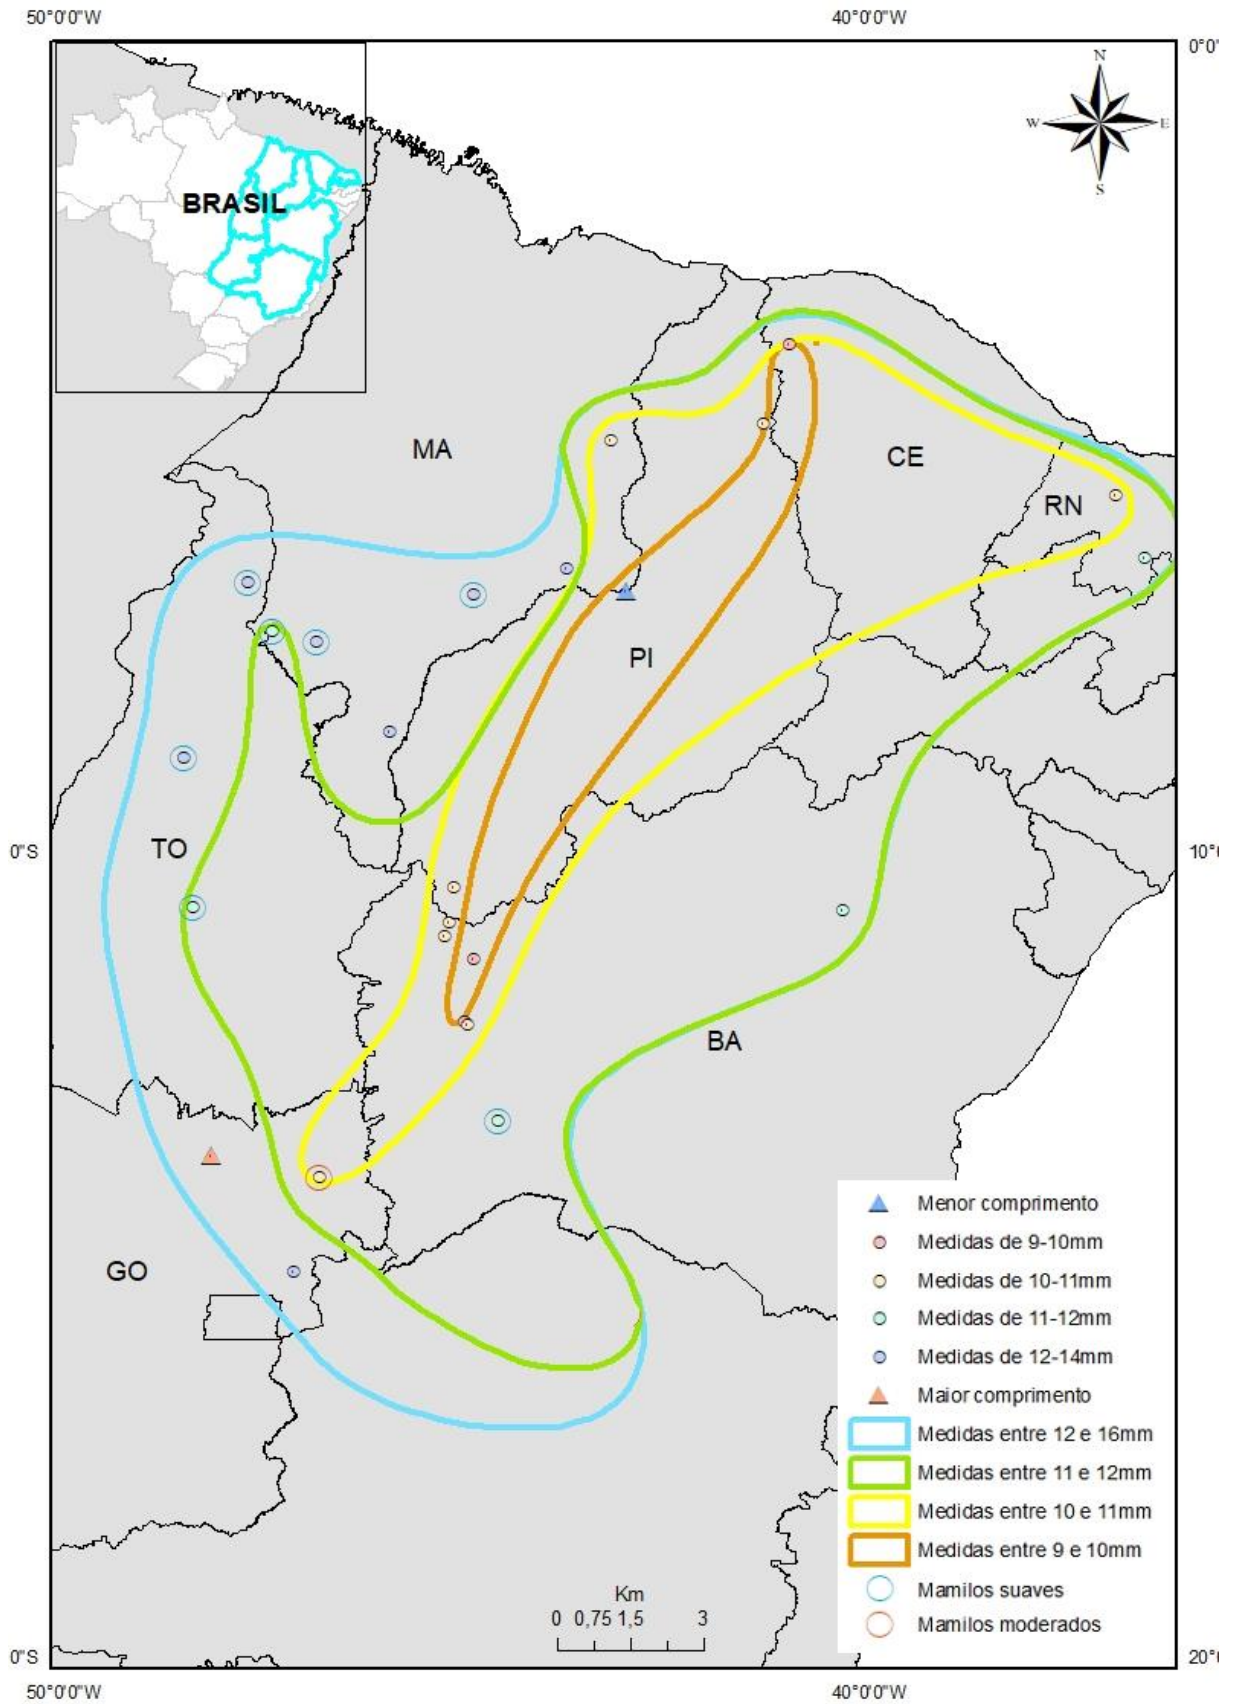 50°0'0"W 40°0'0"W
0°0'
N
W E
S
BRASIL
MA
CE
RN
PI
TO
0"S 10°
BA
GO
Menor comprimento
Medidas de 9-10mm
Medidas de 10-11mm
Medidas de 11-12mm
Medidas de 12-14mm
Maior comprimento
Medidas entre 12 e 16mm
Medidas entre 11 e 12mm
Medidas entre 10 e 11mm
Medidas entre 9 e 10mm
Mamilos suaves
Mamilos moderados
Km
0 0,75 1,5 3
0"S 20°
50°0'0"W 40°0'0"W